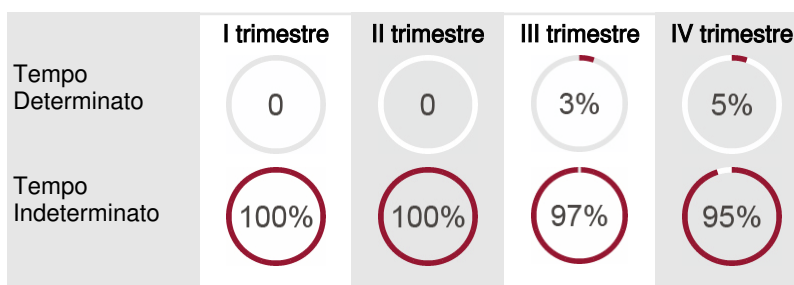 I trimestre II trimestre III trimestre IV trimestre
Tempo
Determinato
0 0 3% 5%
Tempo
Indeterminato
100% 100% 97% 95%